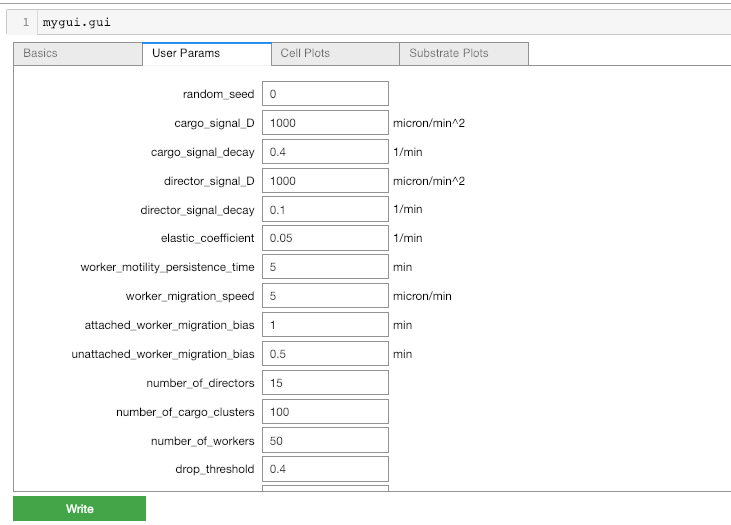 1 mygui.gui
Basics User Params Cell Plots Substrate Plots
random_seed 0
cargo_signal_D 1000 micron/min^2
cargo_signal_decay 0.4 1/min
director_signal_D 1000 micron/min^2
director_signal_decay 0.1 1/min
elastic_coefficient 0.05 1/min
worker_motility_persistence_time 5 min
worker_migration_speed 5 micron/min
attached_worker_migration_bias 1 min
unattached_worker_migration_bias 0.5 min
number_of_directors 15
number_of_cargo_clusters 100
number_of_workers 50
drop_threshold 0.4
Write